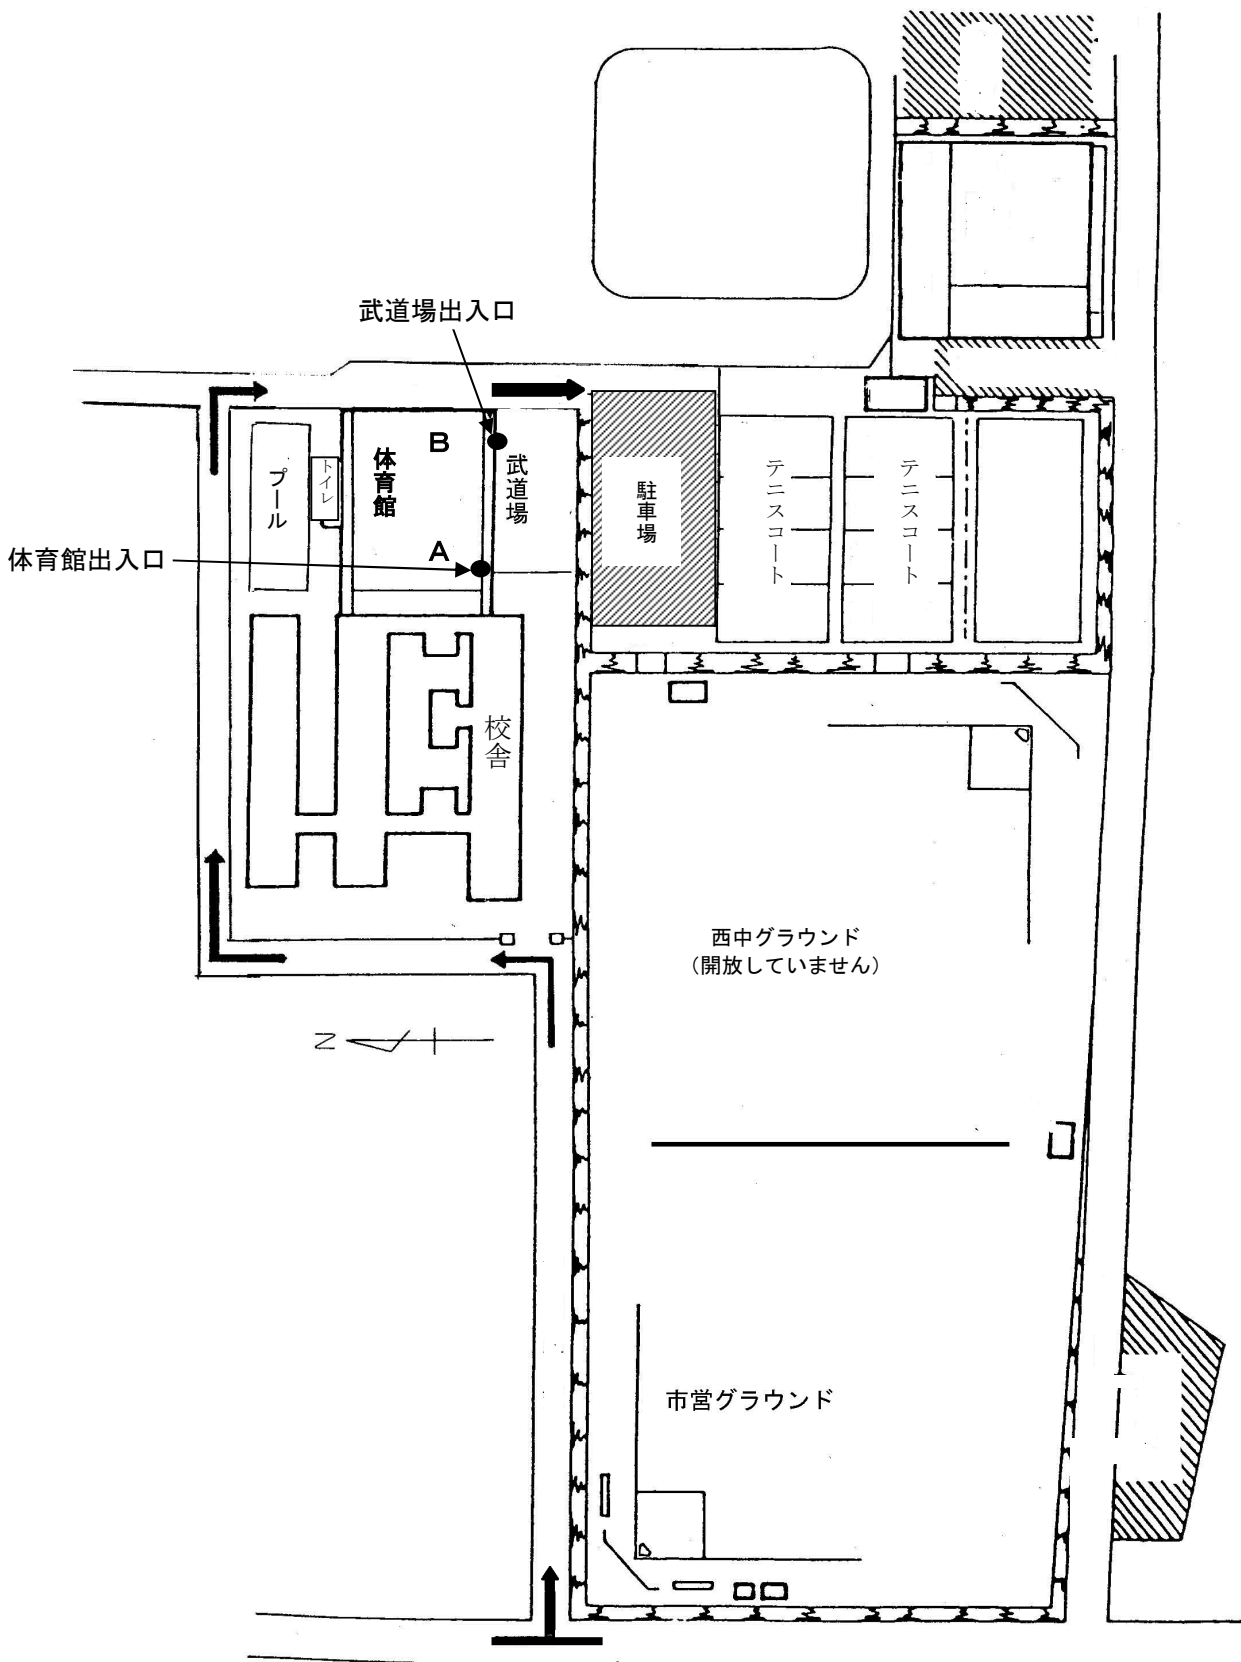 武道場出入口
B
体育館
武道場
プール
トイレ
駐車場
テニスコート
テニスコート
A
体育館出入口
校舎
西中グラウンド
（開放していません）
N
市営グラウンド